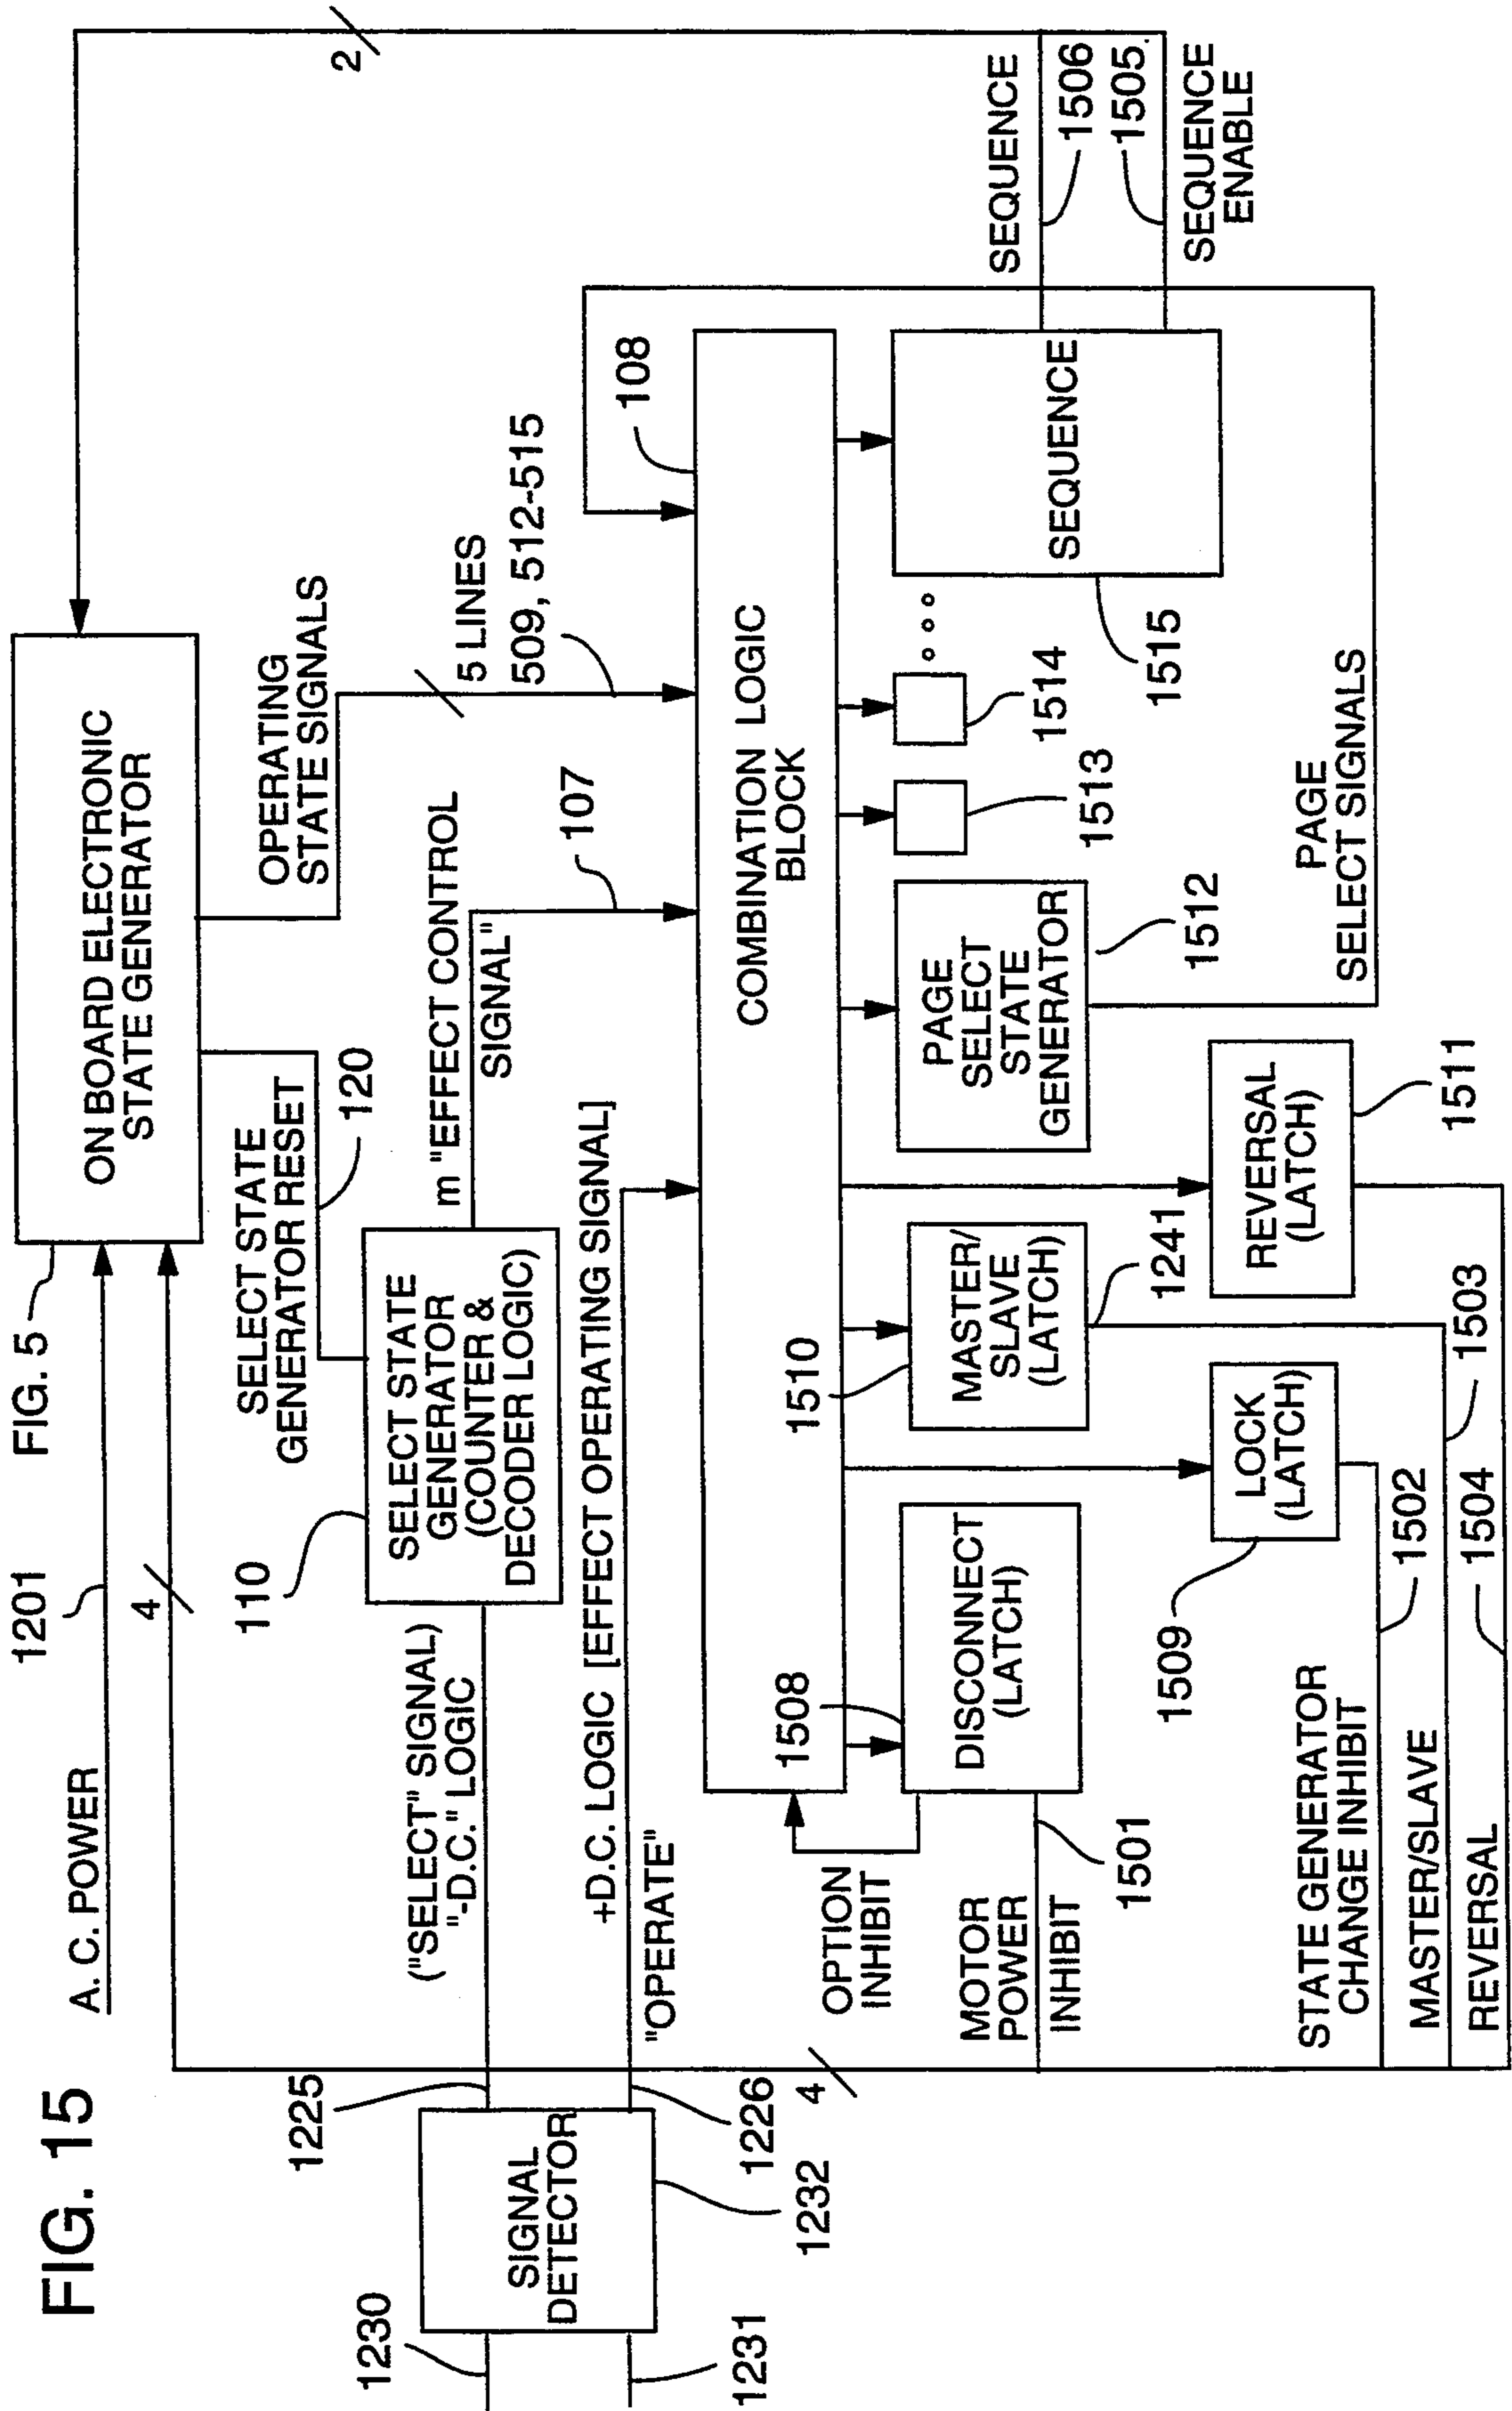 FIG. 15
1201
A. C. POWER
FIG. 5
ON BOARD ELECTRONIC
STATE GENERATOR
2
4
SELECT STATE
GENERATOR RESET
120
OPERATING
STATE SIGNALS
5 LINES
509, 512-515
110
SELECT STATE
GENERATOR
(COUNTER &
DECODER LOGIC)
m "EFFECT CONTROL
SIGNAL"
107
("SELECT" SIGNAL)
"-D.C." LOGIC
+D.C. LOGIC [EFFECT OPERATING SIGNAL]
"OPERATE"
1225
1226
1230
1231
SIGNAL
DETECTOR
1232
4
108
COMBINATION LOGIC
BLOCK
OPTION
INHIBIT
MOTOR
POWER
INHIBIT
1501
1508
DISCONNECT
(LATCH)
1510
MASTER/
SLAVE
(LATCH)
1241
PAGE
SELECT
STATE
GENERATOR
1512
1513
1514
SEQUENCE
1515
SEQUENCE
1506
1505
SEQUENCE
ENABLE
LOCK
(LATCH)
1509
REVERSAL
(LATCH)
1511
PAGE
SELECT SIGNALS
STATE GENERATOR
CHANGE INHIBIT
1502
MASTER/SLAVE
1503
REVERSAL
1504